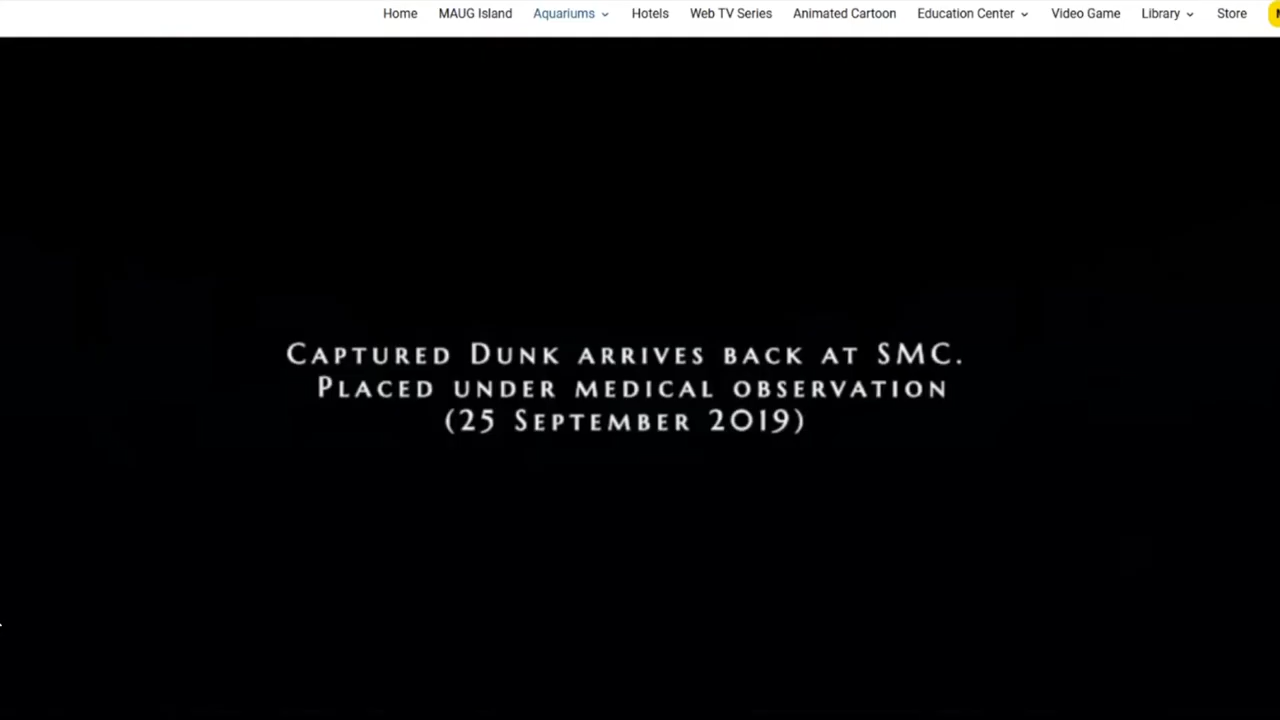 Home MAUG Island Aquariums Hotels Web TV Series Animated Cartoon Education Center Video Game Library Store
Captured Dunk arrives back at SMC.
Placed under medical observation
(25 September 2019)